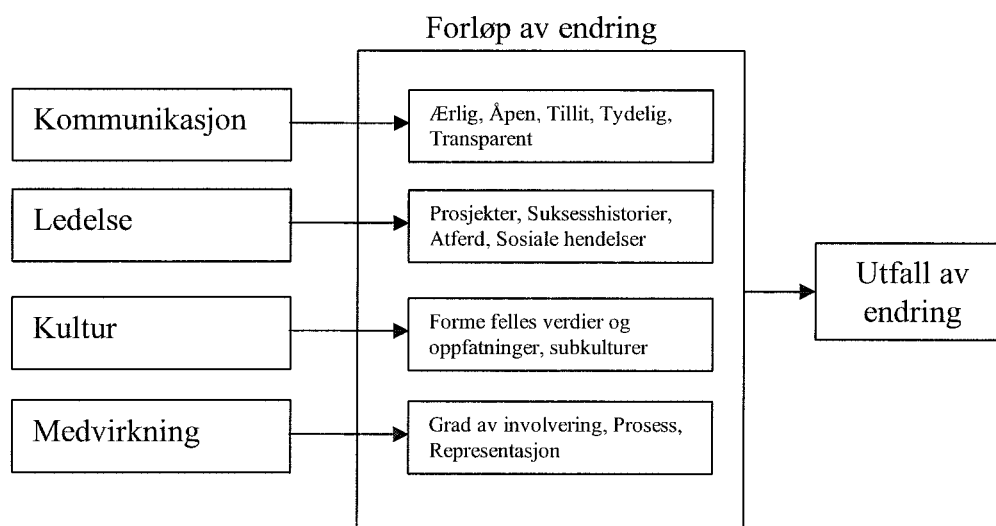 Forløp av endring
Kommunikasjon
Ærlig, Åpen, Tillit, Tydelig,
Transparent
Ledelse
Prosjekter, Suksesshistorier,
Atferd, Sosiale hendelser
Kultur
Forme felles verdier og
oppfatninger, subkulturer
Medvirkning
Grad av involvering, Prosess,
Representasjon
Utfall av
endring